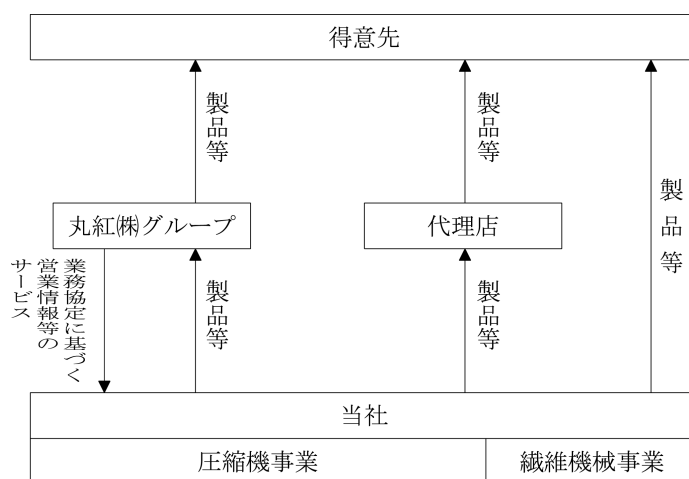 得意先
製品等
製品等
製品等
丸紅㈱グループ
代理店
業務協定に基づく
営業情報等の
サービス
製品等
製品等
当社
圧縮機事業
繊維機械事業